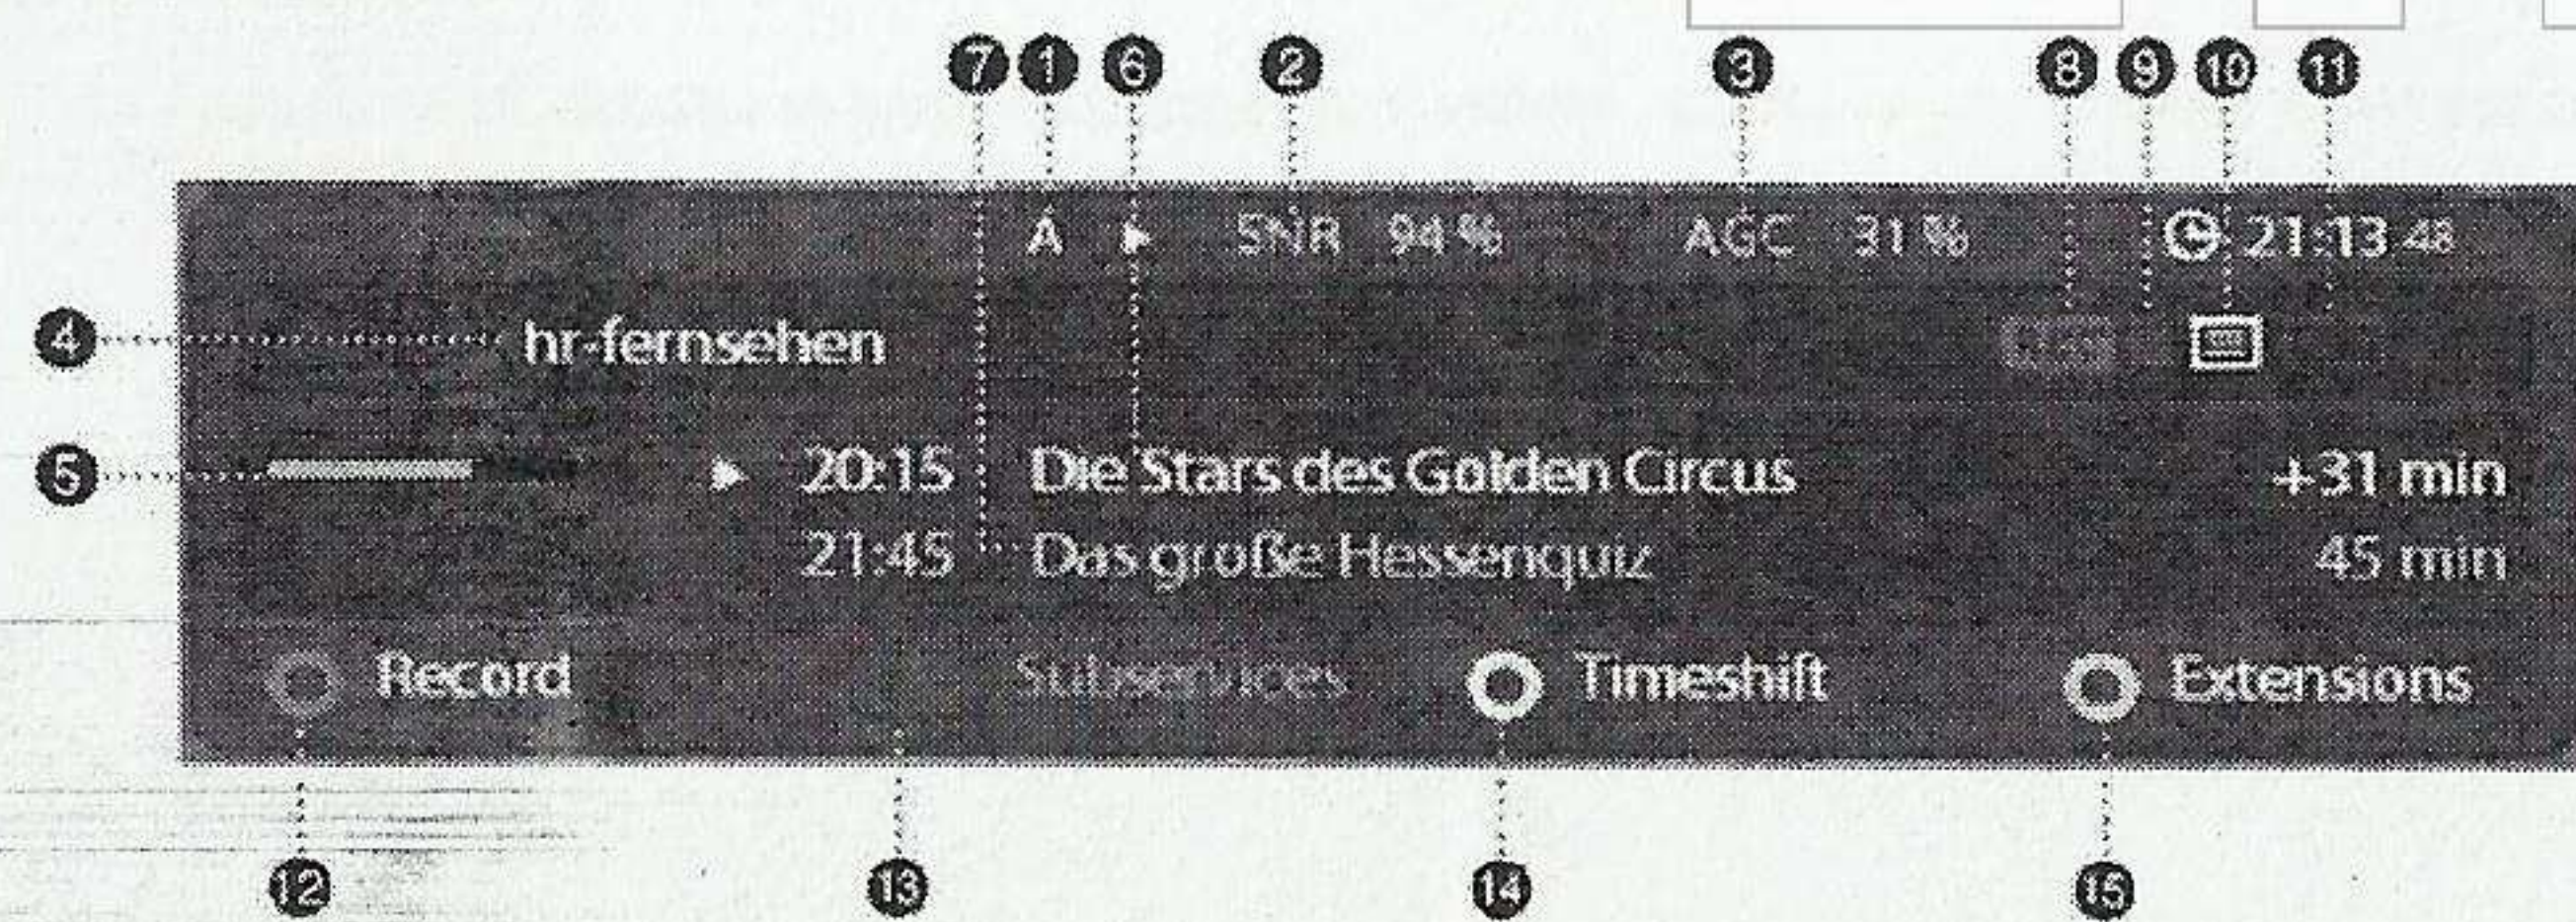 7 1 6 2 3 8 9 10 11
A SNR 94 % AGC 31 % 21:13 48
4 hr-fernsehen
5 20:15 Die Stars des Golden Circus +31 min
21:45 Das große Hessenquiz 45 min
Record Subservices Timeshift Extensions
12 13 14 15